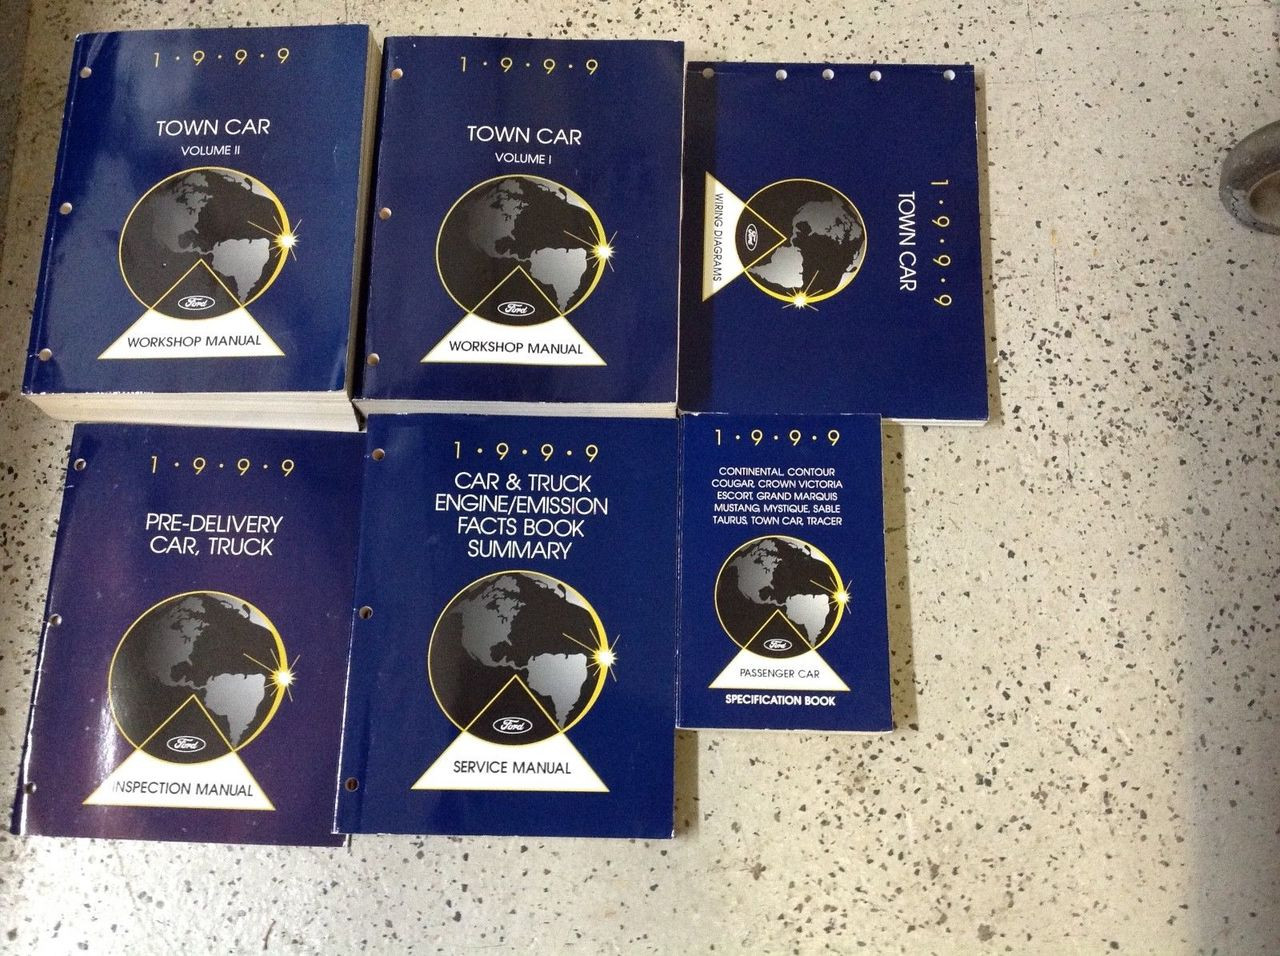 1·9·9·9
TOWN CAR
VOLUME II
Ford
WORKSHOP MANUAL
1·9·9·9
TOWN CAR
VOLUME I
Ford
WORKSHOP MANUAL
1·9·9·9
TOWN CAR
Ford
WIRING DIAGRAMS
1·9·9·9
PRE-DELIVERY
CAR, TRUCK
Ford
INSPECTION MANUAL
1·9·9·9
CAR & TRUCK
ENGINE/EMISSION
FACTS BOOK
SUMMARY
Ford
SERVICE MANUAL
1·9·9·9
CONTINENTAL, CONTOUR
COUGAR, CROWN VICTORIA
ESCORT, GRAND MARQUIS
MUSTANG, MYSTIQUE, SABLE
TAURUS, TOWN CAR, TRACER
Ford
PASSENGER CAR
SPECIFICATION BOOK